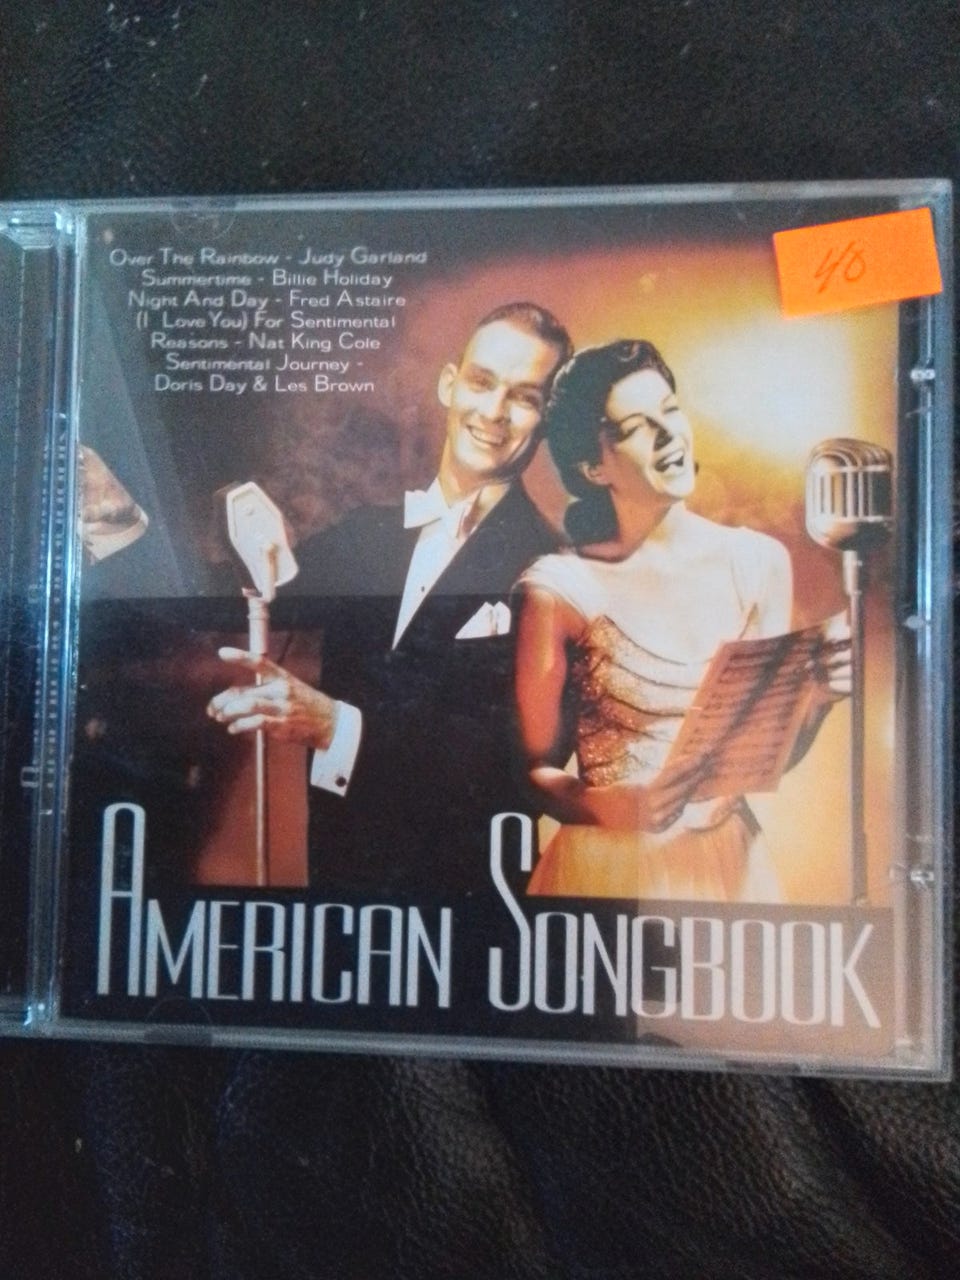 Over The Rainbow - Judy Garland
Summertime - Billie Holiday
Night And Day - Fred Astaire
(I Love You) For Sentimental
Reasons - Nat King Cole
Sentimental Journey -
Doris Day & Les Brown
40
AMERICAN SONGBOOK